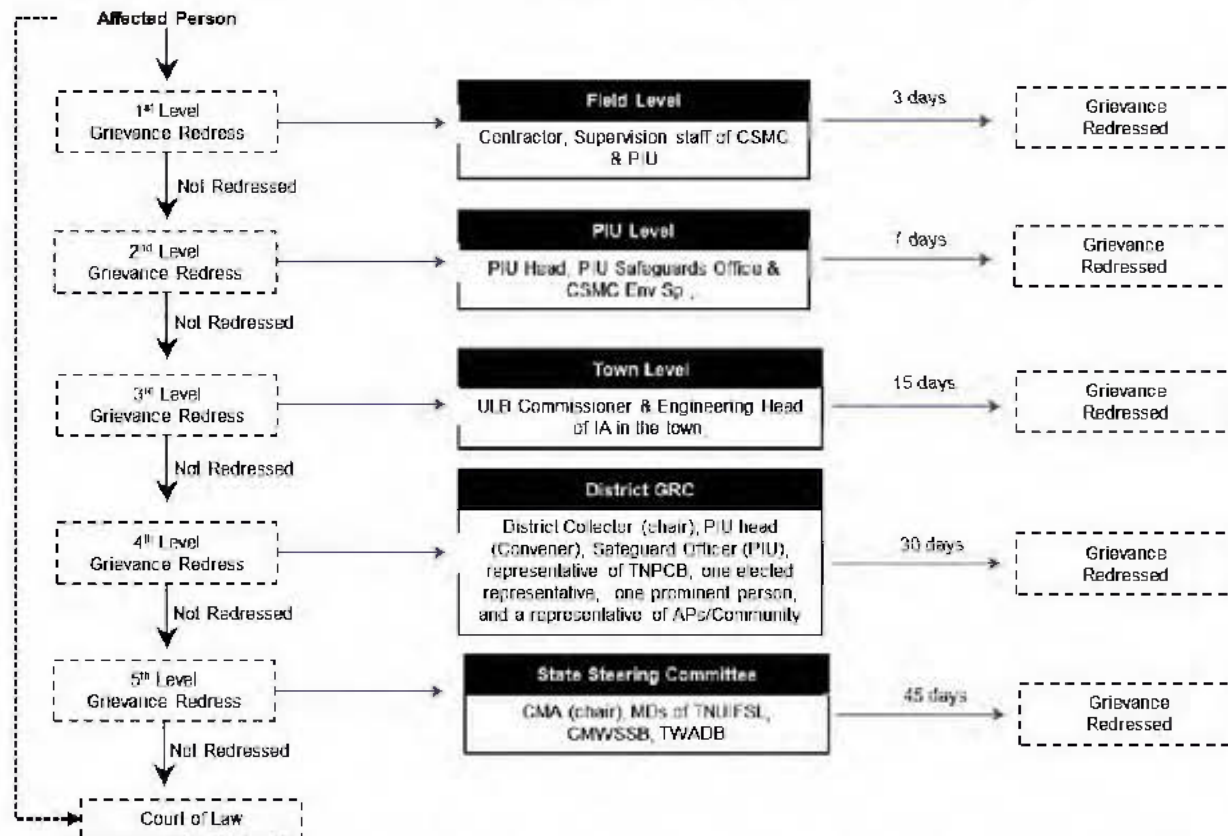 Affected Person
1st Level
Grievance Redress
Field Level
Contractor, Supervision staff of CSMC
& PIU
3 days
Grievance
Redressed
Not Redressed
2nd Level
Grievance Redress
PIU Level
PIU Head, PIU Safeguards Office &
CSMC Env Sp.,
7 days
Grievance
Redressed
Not Redressed
3rd Level
Grievance Redress
Town Level
ULB Commissioner & Engineering Head
of IA in the town
15 days
Grievance
Redressed
Not Redressed
4th Level
Grievance Redress
District GRC
District Collector (chair), PIU head
(Convener), Safeguard Officer (PIU),
representative of TNPCB, one elected
representative, one prominent person,
and a representative of APs/Community
30 days
Grievance
Redressed
Not Redressed
5th Level
Grievance Redress
State Steering Committee
CMA (chair), MDs of TNUIFSL,
CMWSSB, TWADB
45 days
Grievance
Redressed
Not Redressed
Court of Law